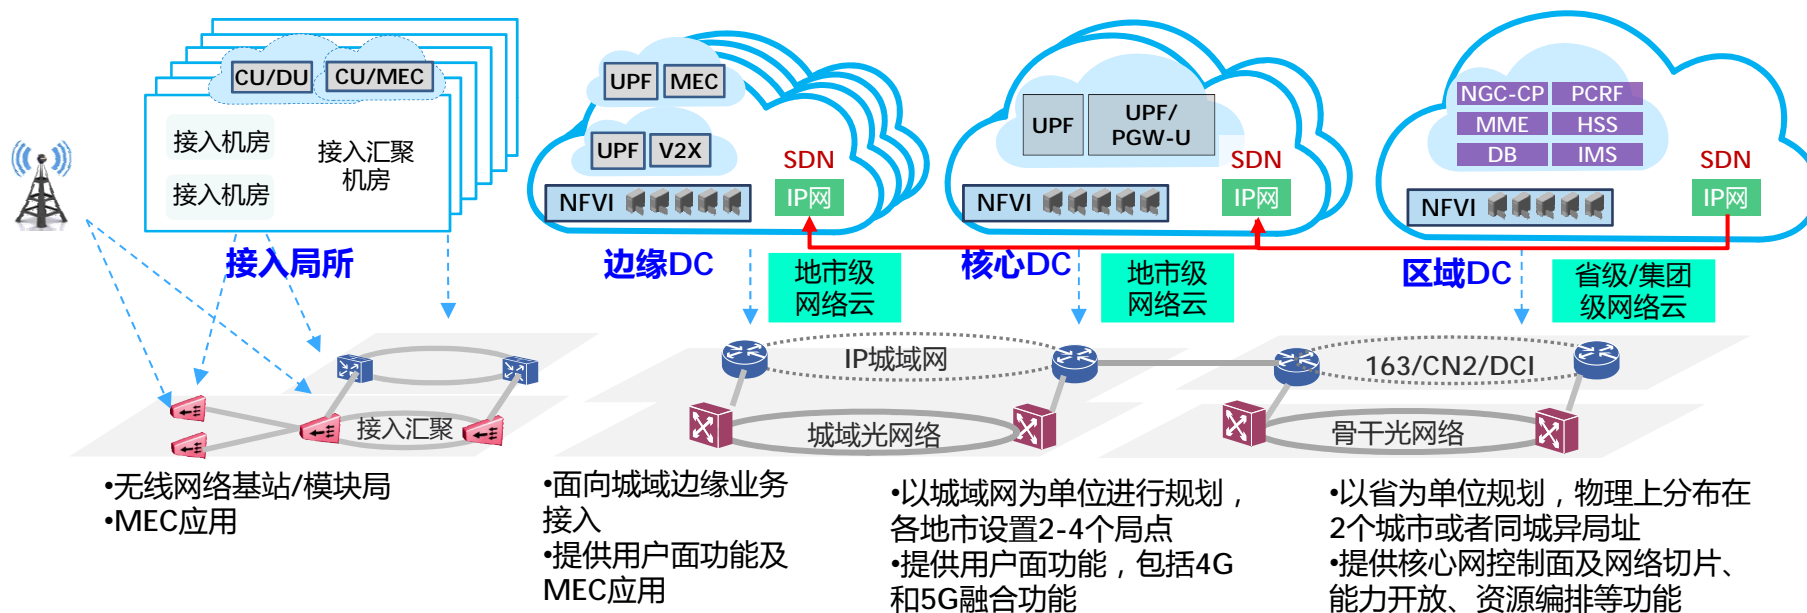 CU/DU
CU/MEC
接入机房
接入机房
接入汇聚
机房
接入局所
UPF
MEC
UPF
V2X
SDN
NFVI
IP网
边缘DC
地市级
网络云
UPF
UPF/
PGW-U
SDN
NFVI
IP网
核心DC
地市级
网络云
NGC-CP
PCRF
MME
HSS
DB
IMS
SDN
NFVI
IP网
区域DC
省级/集团
级网络云
接入汇聚
IP城域网
城域光网络
163/CN2/DCI
骨干光网络
•无线网络基站/模块局
•MEC应用
•面向城域边缘业务
接入
•提供用户面功能及
MEC应用
•以城域网为单位进行规划，
各地市设置2-4个局点
•提供用户面功能，包括4G
和5G融合功能
•以省为单位规划，物理上分布在
2个城市或者同城异局址
•提供核心网控制面及网络切片、
能力开放、资源编排等功能